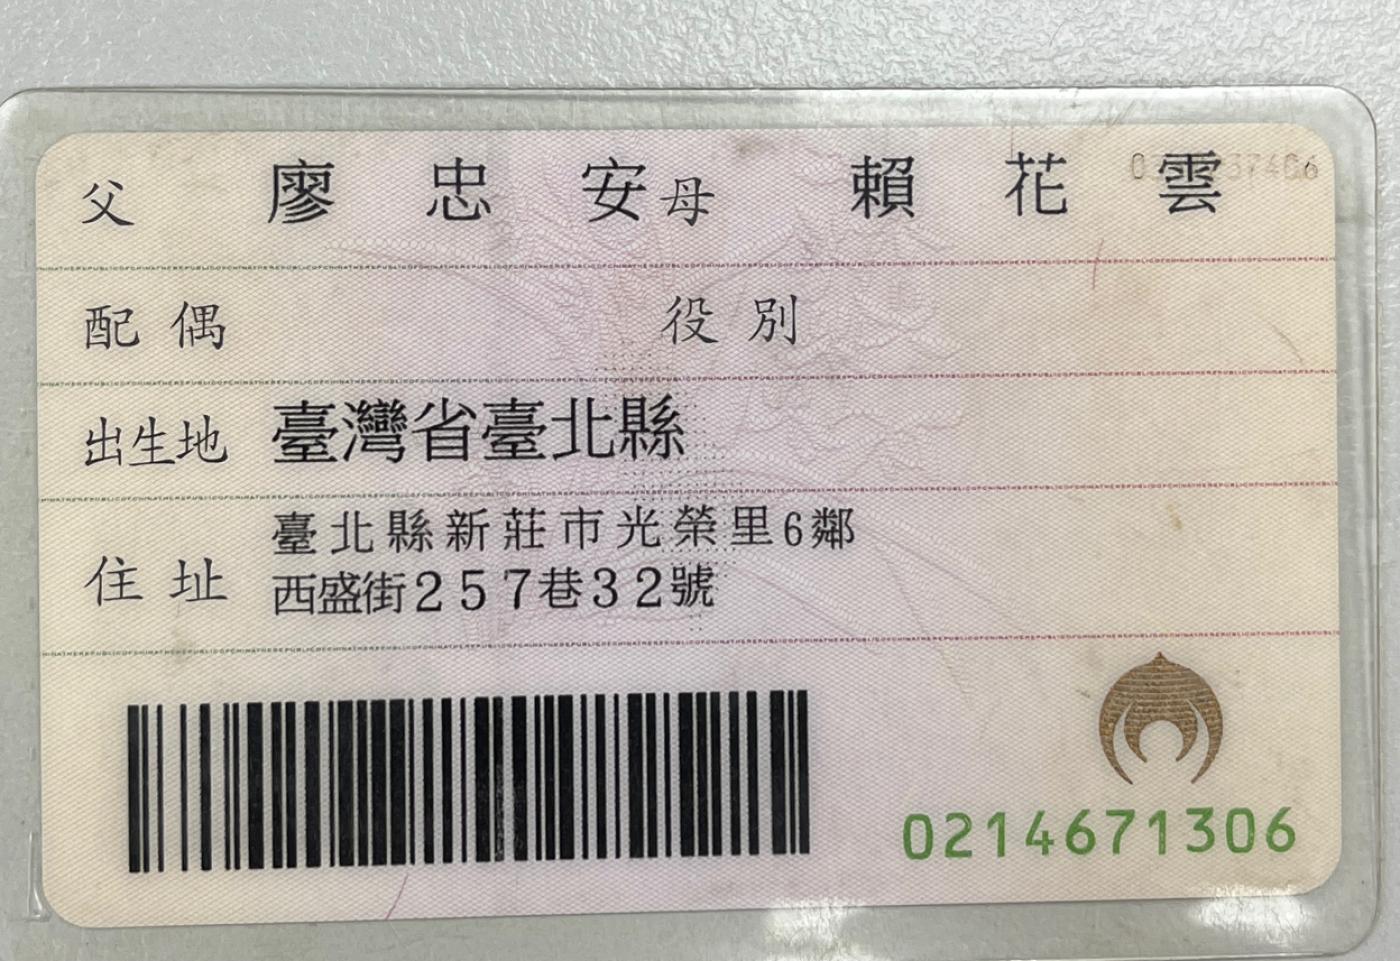 父 廖忠安 母 賴花雲
配偶 役別
出生地 臺灣省臺北縣
住址 臺北縣新莊市光榮里6鄰
西盛街257巷32號
0214671306